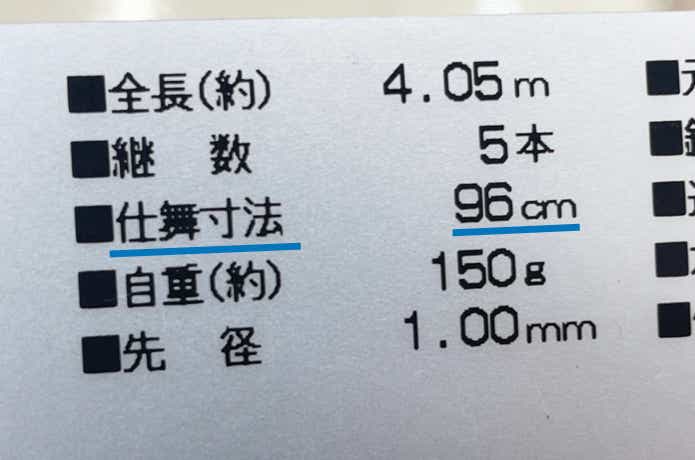 ■全長(約) 4.05m
■継 数 5本
■仕舞寸法 96cm
■自重(約) 150g
■先 径 1.00mm